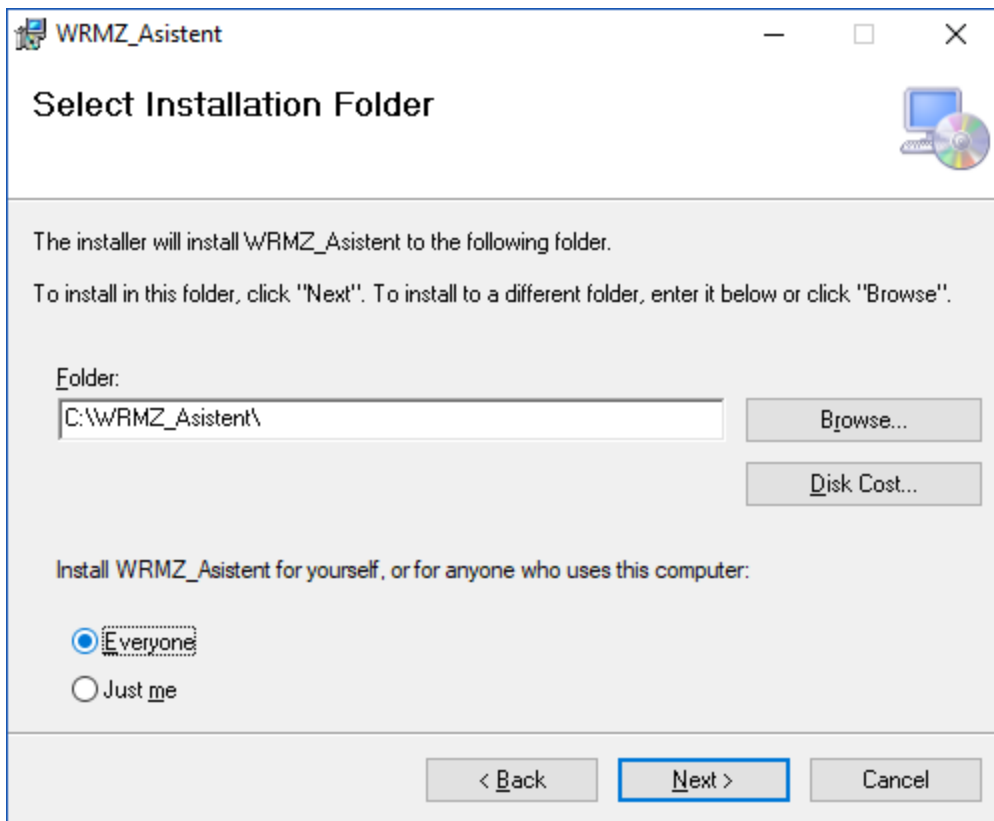 WRMZ_Asistent
Select Installation Folder
The installer will install WRMZ_Asistent to the following folder.
To install in this folder, click "Next". To install to a different folder, enter it below or click "Browse".
Folder:
C:\WRMZ_Asistent\
Browse...
Disk Cost...
Install WRMZ_Asistent for yourself, or for anyone who uses this computer:
Everyone
Just me
< Back
Next >
Cancel